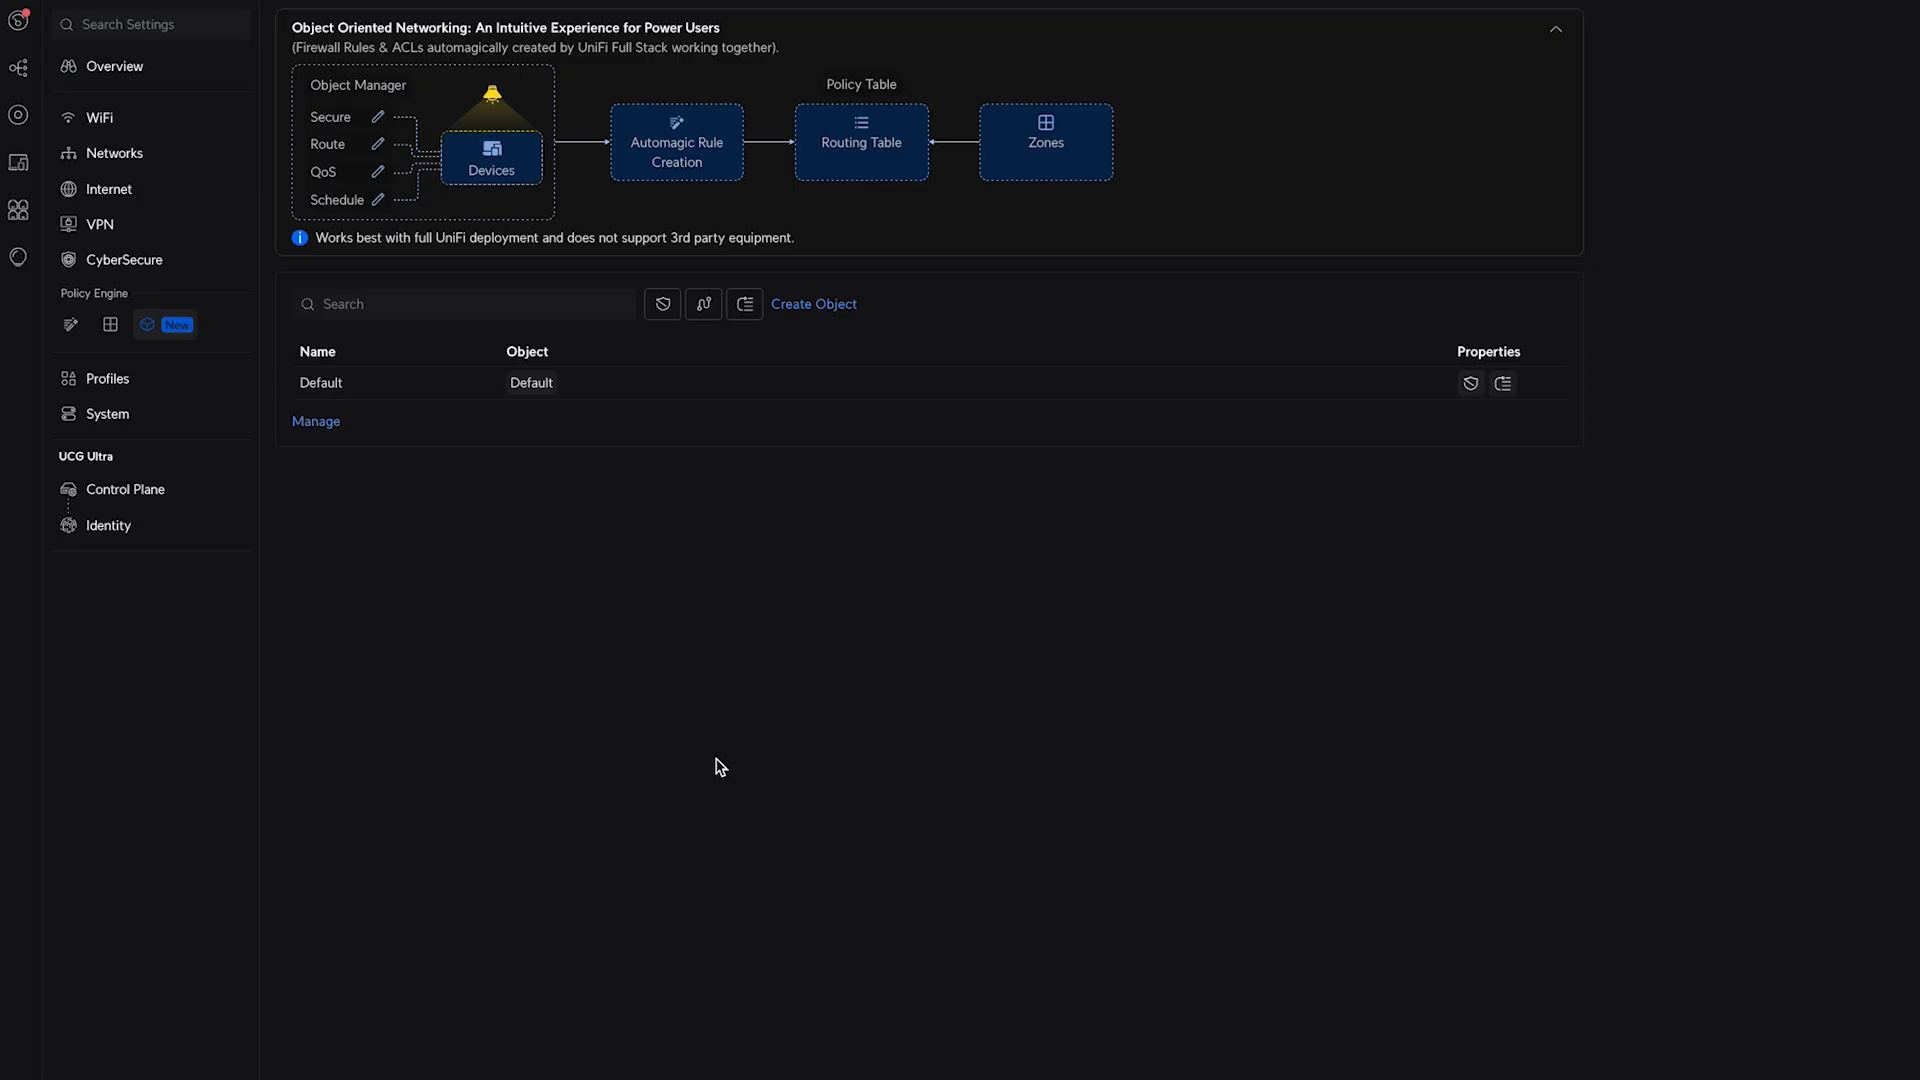 Search Settings
Overview
WiFi
Networks
Internet
VPN
CyberSecure
Policy Engine
New
Profiles
System
UCG Ultra
Control Plane
Identity
Object Oriented Networking: An Intuitive Experience for Power Users
(Firewall Rules & ACLs automagically created by UniFi Full Stack working together).
Object Manager
Secure
Route
QoS
Schedule
Devices
Automagic Rule
Creation
Policy Table
Routing Table
Zones
Works best with full UniFi deployment and does not support 3rd party equipment.
Search
Create Object
Name Object Properties
Default Default
Manage